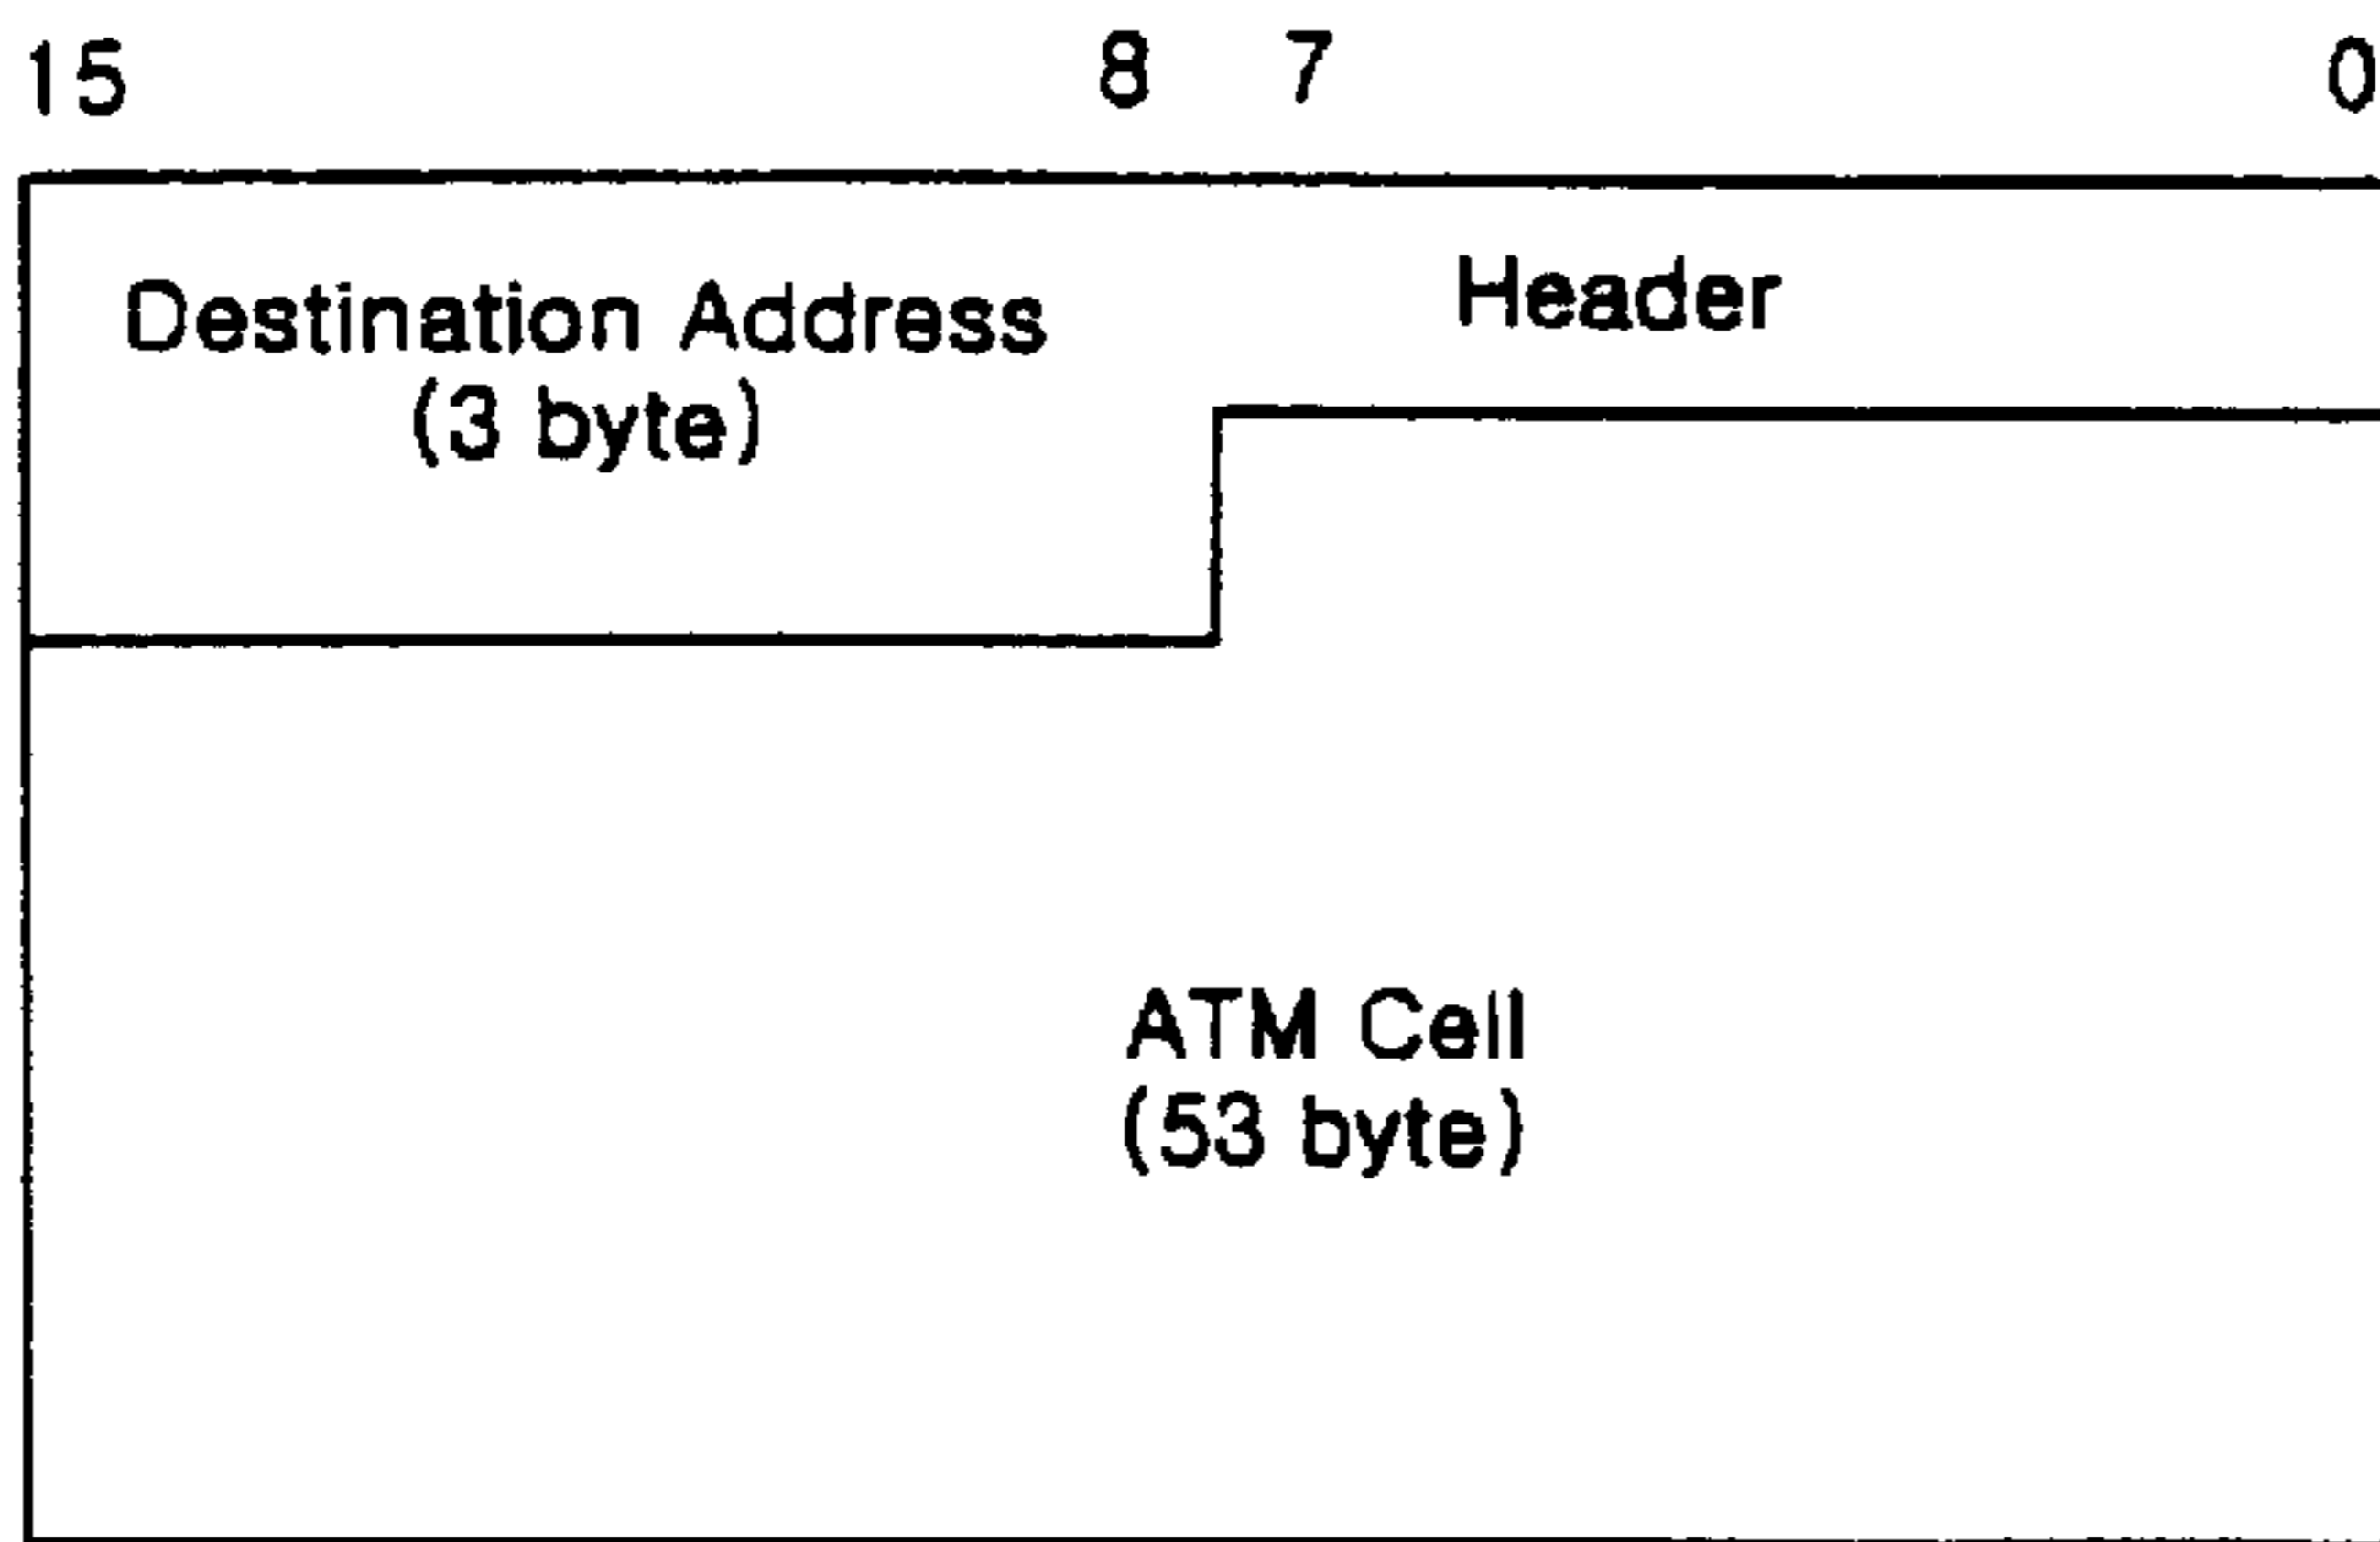 15 8 7 0
Destination Address
(3 byte)
Header
ATM Cell
(53 byte)